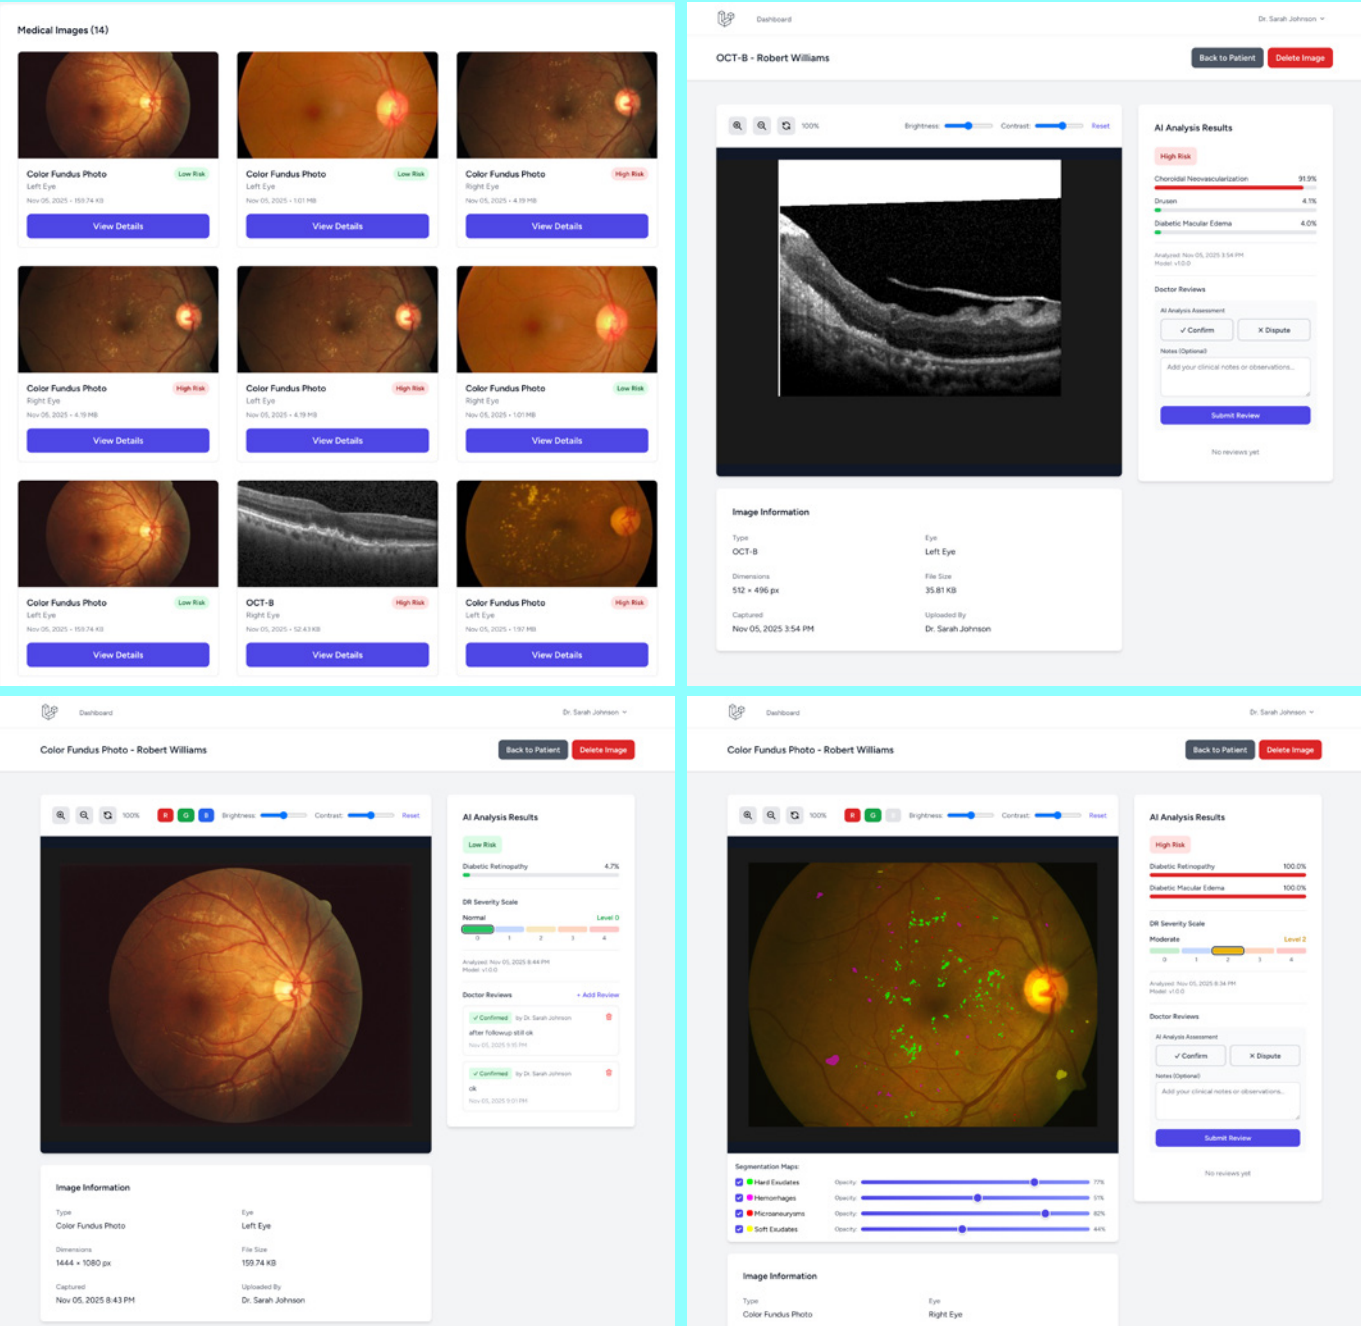 Medical Images (14)
Color Fundus Photo Low Risk
Left Eye
Nov 05, 2025 • 159.74 KB
View Details
Color Fundus Photo Low Risk
Left Eye
Nov 05, 2025 • 1.01 MB
View Details
Color Fundus Photo High Risk
Right Eye
Nov 05, 2025 • 4.19 MB
View Details
Color Fundus Photo High Risk
Right Eye
Nov 05, 2025 • 4.19 MB
View Details
Color Fundus Photo High Risk
Left Eye
Nov 05, 2025 • 4.19 MB
View Details
Color Fundus Photo Low Risk
Right Eye
Nov 05, 2025 • 1.01 MB
View Details
Color Fundus Photo Low Risk
Left Eye
Nov 05, 2025 • 159.74 KB
View Details
OCT-B High Risk
Right Eye
Nov 05, 2025 • 52.43 KB
View Details
Color Fundus Photo High Risk
Left Eye
Nov 05, 2025 • 1.97 MB
View Details
Dashboard Dr. Sarah Johnson
OCT-B - Robert Williams Back to Patient Delete Image
100% Brightness: Contrast: Reset
AI Analysis Results
High Risk
Choroidal Neovascularization 91.9%
Drusen 4.1%
Diabetic Macular Edema 4.0%
Analyzed: Nov 05, 2025 3:54 PM
Model: v1.0.0
Doctor Reviews
AI Analysis Assessment
✓ Confirm ✕ Dispute
Notes (Optional)
Add your clinical notes or observations...
Submit Review
No reviews yet
Image Information
Type Eye
OCT-B Left Eye
Dimensions File Size
512 × 496 px 35.81 KB
Captured Uploaded By
Nov 05, 2025 3:54 PM Dr. Sarah Johnson
Dashboard Dr. Sarah Johnson
Color Fundus Photo - Robert Williams Back to Patient Delete Image
100% R G B Brightness: Contrast: Reset
AI Analysis Results
Low Risk
Diabetic Retinopathy 4.7%
DR Severity Scale
Normal Level 0
0 1 2 3 4
Analyzed: Nov 05, 2025 8:44 PM
Model: v1.0.0
Doctor Reviews + Add Review
✓ Confirmed by Dr. Sarah Johnson
after followup still ok
Nov 05, 2025 9:15 PM
✓ Confirmed by Dr. Sarah Johnson
ok
Nov 05, 2025 9:01 PM
Image Information
Type Eye
Color Fundus Photo Left Eye
Dimensions File Size
1444 × 1080 px 159.74 KB
Captured Uploaded By
Nov 05, 2025 8:43 PM Dr. Sarah Johnson
Dashboard Dr. Sarah Johnson
Color Fundus Photo - Robert Williams Back to Patient Delete Image
100% R G Brightness: Contrast: Reset
AI Analysis Results
High Risk
Diabetic Retinopathy 100.0%
Diabetic Macular Edema 100.0%
DR Severity Scale
Moderate Level 2
0 1 2 3 4
Analyzed: Nov 05, 2025 8:34 PM
Model: v1.0.0
Doctor Reviews
AI Analysis Assessment
✓ Confirm ✕ Dispute
Notes (Optional)
Add your clinical notes or observations...
Submit Review
No reviews yet
Segmentation Maps:
Hard Exudates Opacity: 77%
Hemorrhages Opacity: 51%
Microaneurysms Opacity: 82%
Soft Exudates Opacity: 44%
Image Information
Type Eye
Color Fundus Photo Right Eye